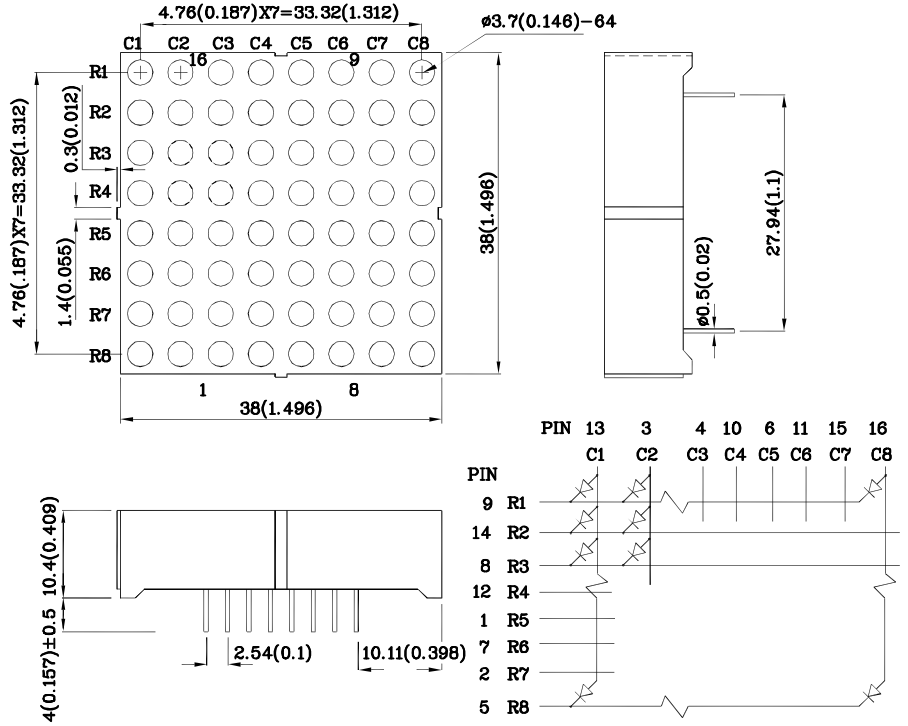 4.76(0.187)X7=33.32(1.312)
ø3.7(0.146)-64
C1 C2 C3 C4 C5 C6 C7 C8
16 9
R1
R2
R3
R4
R5
R6
R7
R8
4.76(.187)X7=33.32(1.312)
0.3(0.012)
1.4(0.055)
38(1.496)
1 8
38(1.496)
27.94(1.1)
ø0.5(0.02)
10.4(0.409)
4(0.157)±0.5
2.54(0.1)
10.11(0.398)
PIN 13 3 4 10 6 11 15 16
C1 C2 C3 C4 C5 C6 C7 C8
PIN
9 R1
14 R2
8 R3
12 R4
1 R5
7 R6
2 R7
5 R8